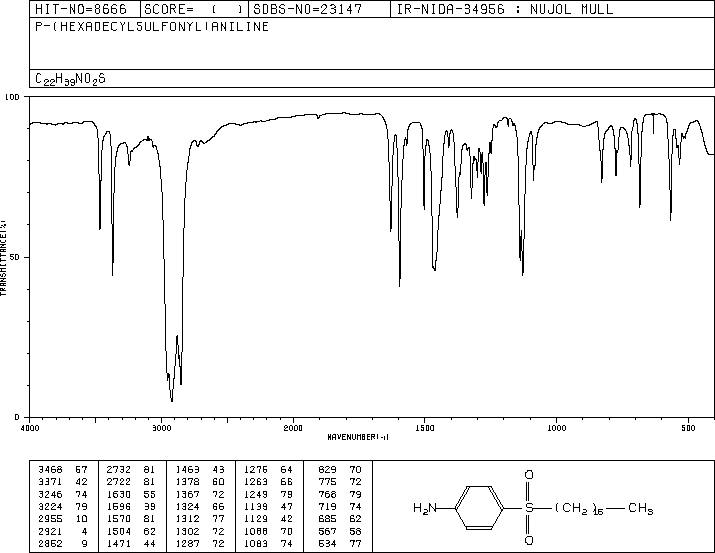 HIT-NO=8666 SCORE= ( ) SDBS-NO=23147 IR-NIDA-34956 : NUJOL MULL
P-(HEXADECYLSULFONYL)ANILINE
C22H39NO2S
100
TRANSMITTANCE(%)
50
0
4000 3000 2000 1500 1000 500
WAVENUMBER(-1)
3468 57 2732 81 1463 43 1276 64 829 70
3371 42 2722 81 1378 60 1263 66 775 72
3246 74 1630 55 1367 72 1249 79 768 79
3224 79 1596 39 1324 66 1139 47 719 74
2955 10 1570 81 1312 77 1129 42 685 62
2921 4 1504 62 1302 72 1088 70 567 58
2852 9 1471 44 1287 72 1083 74 534 77
O
H2N S (CH2)15 CH3
O